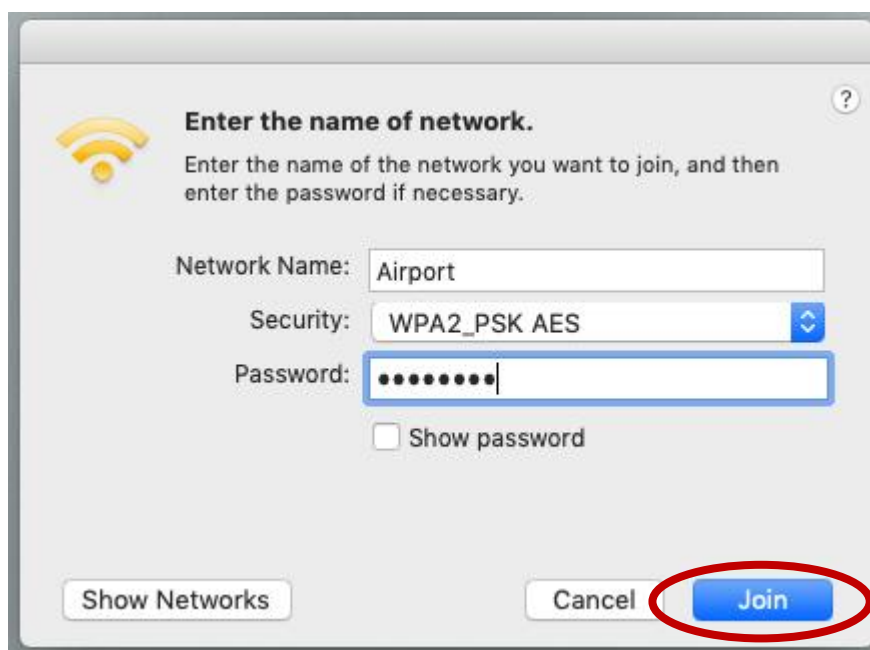 ?
Enter the name of network.
Enter the name of the network you want to join, and then
enter the password if necessary.
Network Name: Airport
Security: WPA2_PSK AES
Password: ••••••••
Show password
Show Networks Cancel Join